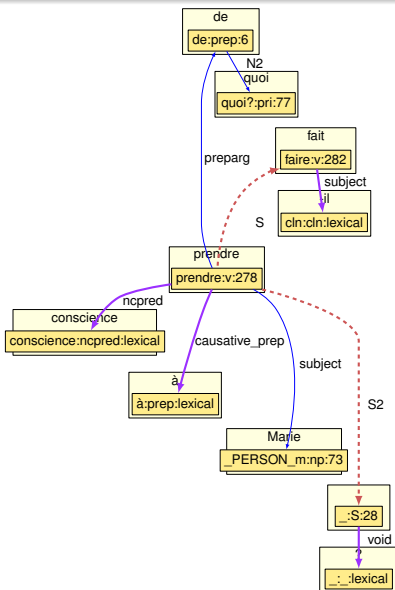 de
de:prep:6
N2
quoi
quoi?:pri:77
fait
preparg
faire:v:282
subject
il
S
cln:cln:lexical
prendre
prendre:v:278
ncpred
conscience
conscience:ncpred:lexical
causative_prep
subject
à
à:prep:lexical
S2
Marie
_PERSON_m:np:73
_:S:28
void
?
_:_:lexical